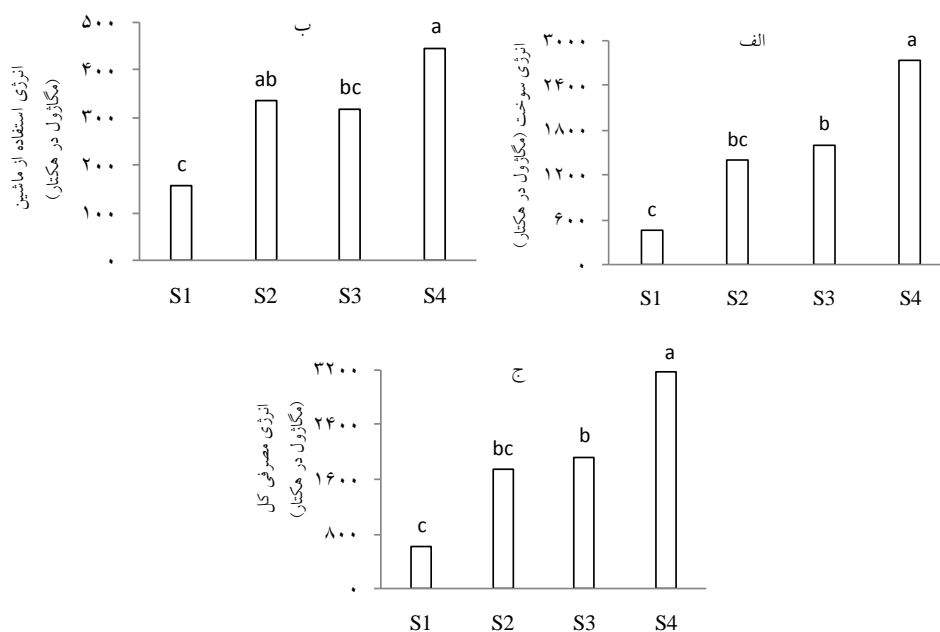 الف
انرژی سوخت (مگاژول در هکتار)
۳۰۰۰
۲۴۰۰
۱۸۰۰
۱۲۰۰
۶۰۰
۰
c
bc
b
a
S1 S2 S3 S4
ب
انرژی استفاده از ماشین
(مگاژول در هکتار)
۵۰۰
۴۰۰
۳۰۰
۲۰۰
۱۰۰
۰
c
ab
bc
a
S1 S2 S3 S4
ج
انرژی مصرفی کل
(مگاژول در هکتار)
۳۲۰۰
۲۴۰۰
۱۶۰۰
۸۰۰
۰
c
bc
b
a
S1 S2 S3 S4